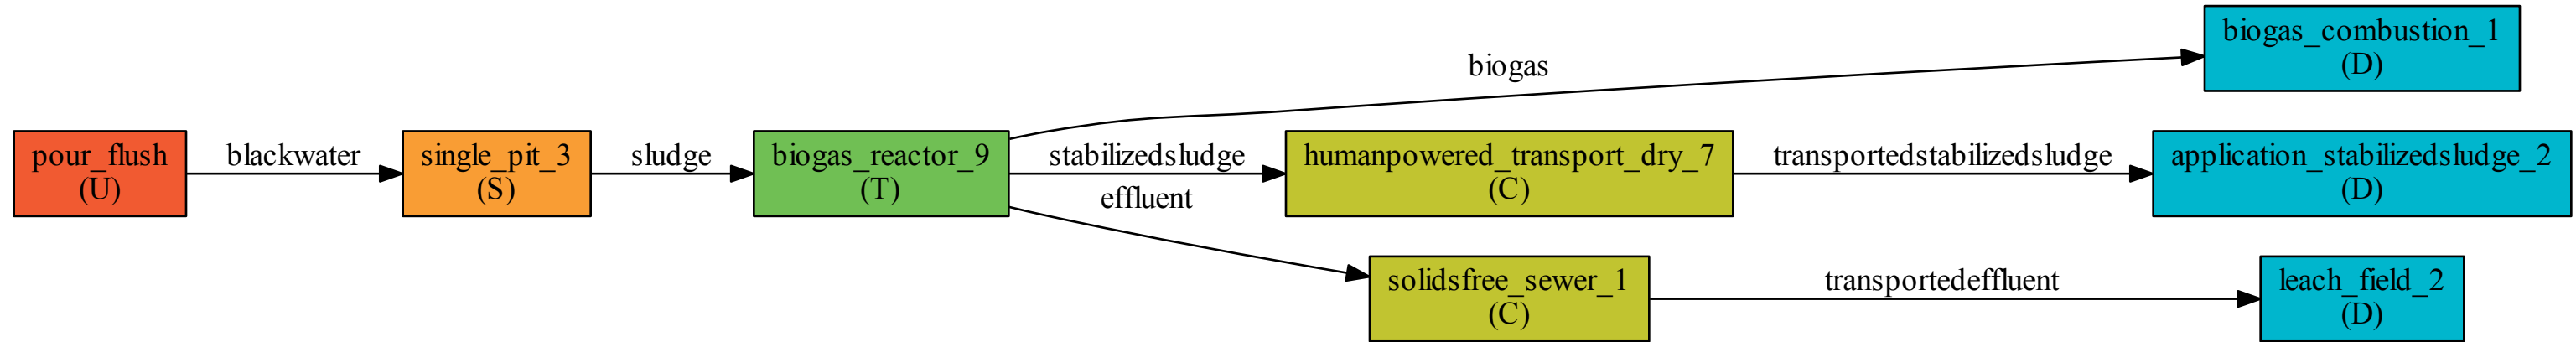 pour_flush
(U)
blackwater
single_pit_3
(S)
sludge
biogas_reactor_9
(T)
biogas
biogas_combustion_1
(D)
stabilizedsludge
humanpowered_transport_dry_7
(C)
transportedstabilizedsludge
application_stabilizedsludge_2
(D)
effluent
solidsfree_sewer_1
(C)
transportedeffluent
leach_field_2
(D)